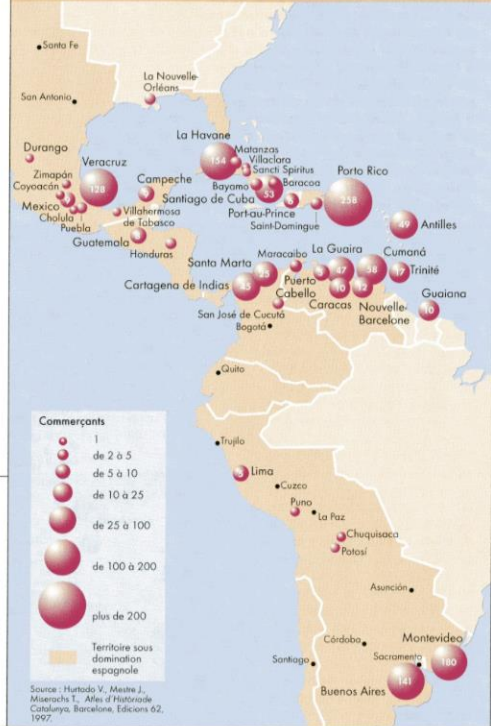 Santa Fe
La Nouvelle-
Orléans
San Antonio
La Havane
Matanzas
154
Villaclara
Durango
Veracruz
Sancti Spiritus
Porto Rico
Zimapán
128
Campeche
Bayamo
Baracoa
Coyoacán
Santiago de Cuba
53
258
Mexico
Villahermosa
de Tabasco
Port-au-Prince
49
Antilles
Cholula
Puebla
Saint-Domingue
Guatemala
La Guaira
Cumaná
Honduras
Maracaibo
Santa Marta
47
58
17
Trinité
Puerto
Cabello
45
Cartagena de Indias
10
12
Guaiana
Caracas
Nouvelle-
Barcelone
10
San José de Cucutá
Bogotá
Quito
Commerçants
1
de 2 à 5
de 5 à 10
de 10 à 25
de 25 à 100
de 100 à 200
plus de 200
Territoire sous
domination
espagnole
Trujilo
Lima
Cuzco
Puno
La Paz
Chuquisaca
Potosí
Asunción
Córdoba
Montevideo
Sacramento
180
Santiago
Buenos Aires
141
Source : Hurtado V., Mestre J.,
Miserachs T., Atles d'Històriade
Catalunya, Barcelone, Edicions 62,
1997.